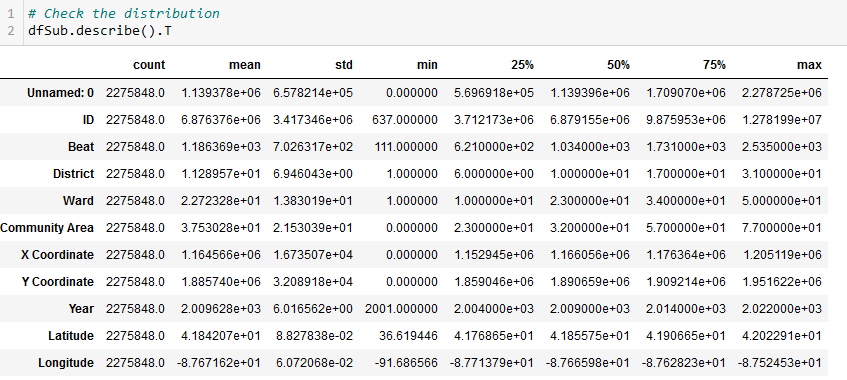 1 # Check the distribution
2 dfSub.describe().T
count mean std min 25% 50% 75% max
Unnamed: 0 2275848.0 1.139378e+06 6.578214e+05 0.000000 5.696918e+05 1.139396e+06 1.709070e+06 2.278725e+06
ID 2275848.0 6.876376e+06 3.417346e+06 637.000000 3.712173e+06 6.879155e+06 9.875953e+06 1.278199e+07
Beat 2275848.0 1.186369e+03 7.026317e+02 111.000000 6.210000e+02 1.034000e+03 1.731000e+03 2.535000e+03
District 2275848.0 1.128957e+01 6.946043e+00 1.000000 6.000000e+00 1.000000e+01 1.700000e+01 3.100000e+01
Ward 2275848.0 2.272328e+01 1.383019e+01 1.000000 1.000000e+01 2.300000e+01 3.400000e+01 5.000000e+01
Community Area 2275848.0 3.753028e+01 2.153039e+01 0.000000 2.300000e+01 3.200000e+01 5.700000e+01 7.700000e+01
X Coordinate 2275848.0 1.164566e+06 1.673507e+04 0.000000 1.152945e+06 1.166056e+06 1.176364e+06 1.205119e+06
Y Coordinate 2275848.0 1.885740e+06 3.208918e+04 0.000000 1.859046e+06 1.890659e+06 1.909214e+06 1.951622e+06
Year 2275848.0 2.009628e+03 6.016562e+00 2001.000000 2.004000e+03 2.009000e+03 2.014000e+03 2.022000e+03
Latitude 2275848.0 4.184207e+01 8.827838e-02 36.619446 4.176865e+01 4.185575e+01 4.190665e+01 4.202291e+01
Longitude 2275848.0 -8.767162e+01 6.072068e-02 -91.686566 -8.771379e+01 -8.766598e+01 -8.762823e+01 -8.752453e+01